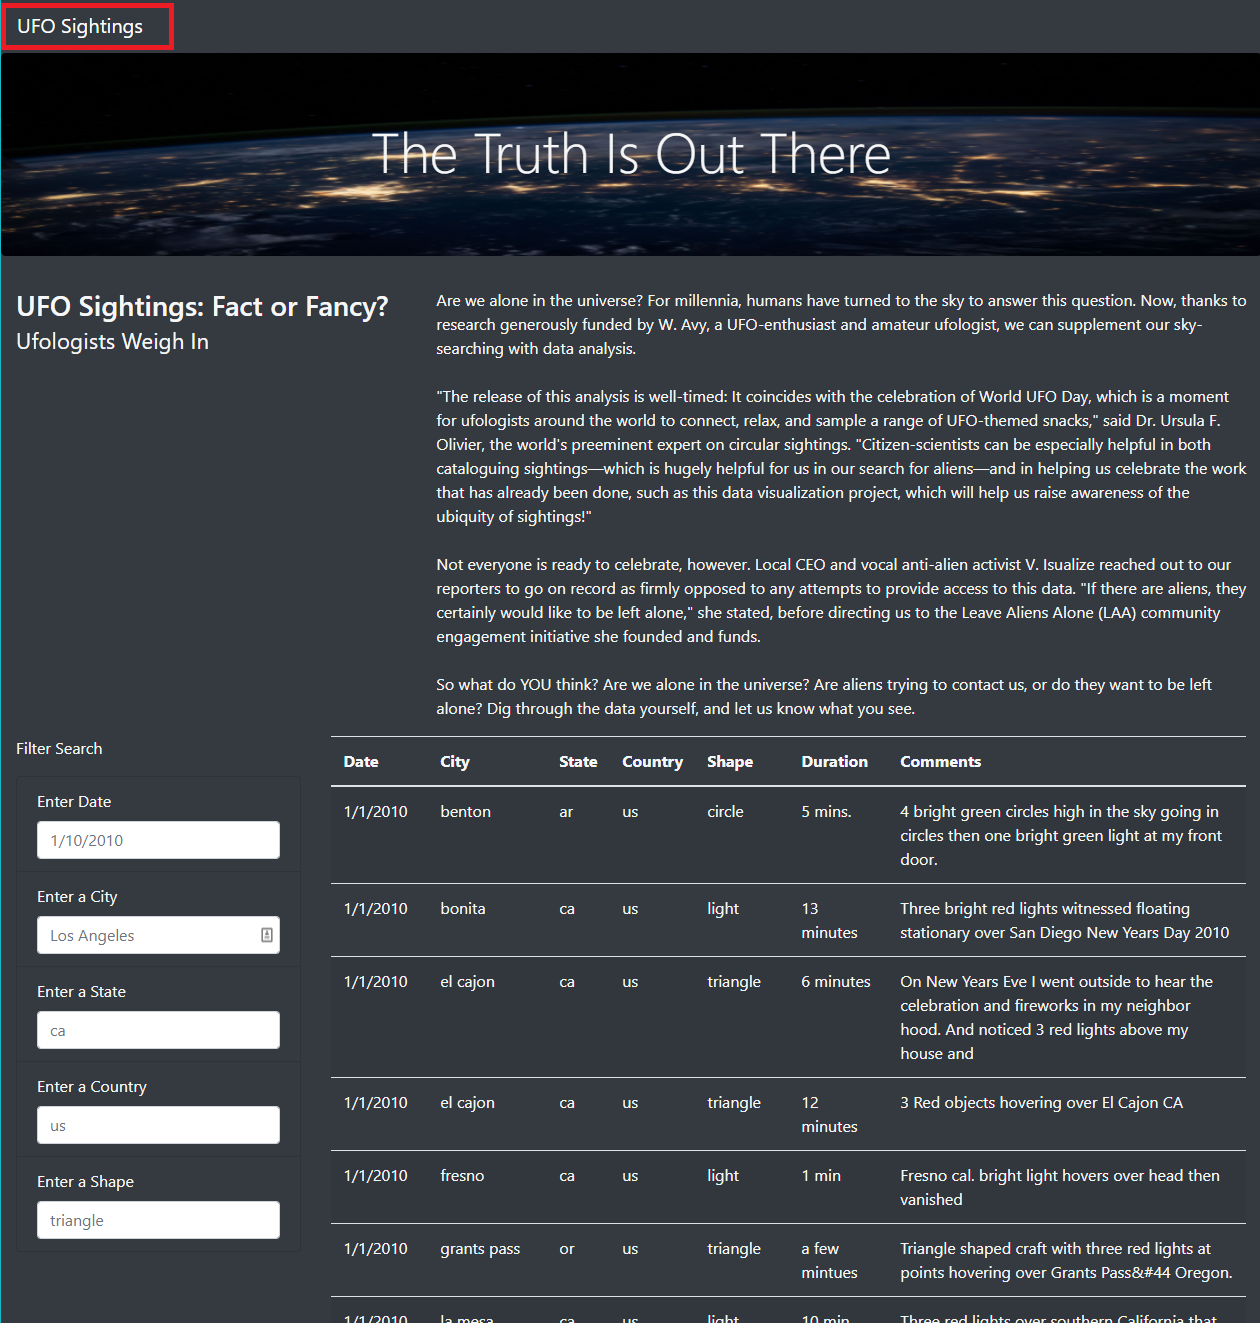 UFO Sightings
The Truth Is Out There
UFO Sightings: Fact or Fancy?
Ufologists Weigh In
Are we alone in the universe? For millennia, humans have turned to the sky to answer this question. Now, thanks to
research generously funded by W. Avy, a UFO-enthusiast and amateur ufologist, we can supplement our sky-
searching with data analysis.
"The release of this analysis is well-timed: It coincides with the celebration of World UFO Day, which is a moment
for ufologists around the world to connect, relax, and sample a range of UFO-themed snacks," said Dr. Ursula F.
Olivier, the world's preeminent expert on circular sightings. "Citizen-scientists can be especially helpful in both
cataloguing sightings—which is hugely helpful for us in our search for aliens—and in helping us celebrate the work
that has already been done, such as this data visualization project, which will help us raise awareness of the
ubiquity of sightings!"
Not everyone is ready to celebrate, however. Local CEO and vocal anti-alien activist V. Isualize reached out to our
reporters to go on record as firmly opposed to any attempts to provide access to this data. "If there are aliens, they
certainly would like to be left alone," she stated, before directing us to the Leave Aliens Alone (LAA) community
engagement initiative she founded and funds.
So what do YOU think? Are we alone in the universe? Are aliens trying to contact us, or do they want to be left
alone? Dig through the data yourself, and let us know what you see.
Filter Search
Enter Date
1/10/2010
Enter a City
Los Angeles
Enter a State
ca
Enter a Country
us
Enter a Shape
triangle
Date City State Country Shape Duration Comments
1/1/2010 benton ar us circle 5 mins. 4 bright green circles high in the sky going in
circles then one bright green light at my front
door.
1/1/2010 bonita ca us light 13 Three bright red lights witnessed floating
minutes stationary over San Diego New Years Day 2010
1/1/2010 el cajon ca us triangle 6 minutes On New Years Eve I went outside to hear the
celebration and fireworks in my neighbor
hood. And noticed 3 red lights above my
house and
1/1/2010 el cajon ca us triangle 12 3 Red objects hovering over El Cajon CA
minutes
1/1/2010 fresno ca us light 1 min Fresno cal. bright light hovers over head then
vanished
1/1/2010 grants pass or us triangle a few Triangle shaped craft with three red lights at
mintues points hovering over Grants Pass&#44 Oregon.
1/1/2010 la mesa ca us light 10 min Three red lights over southern California that